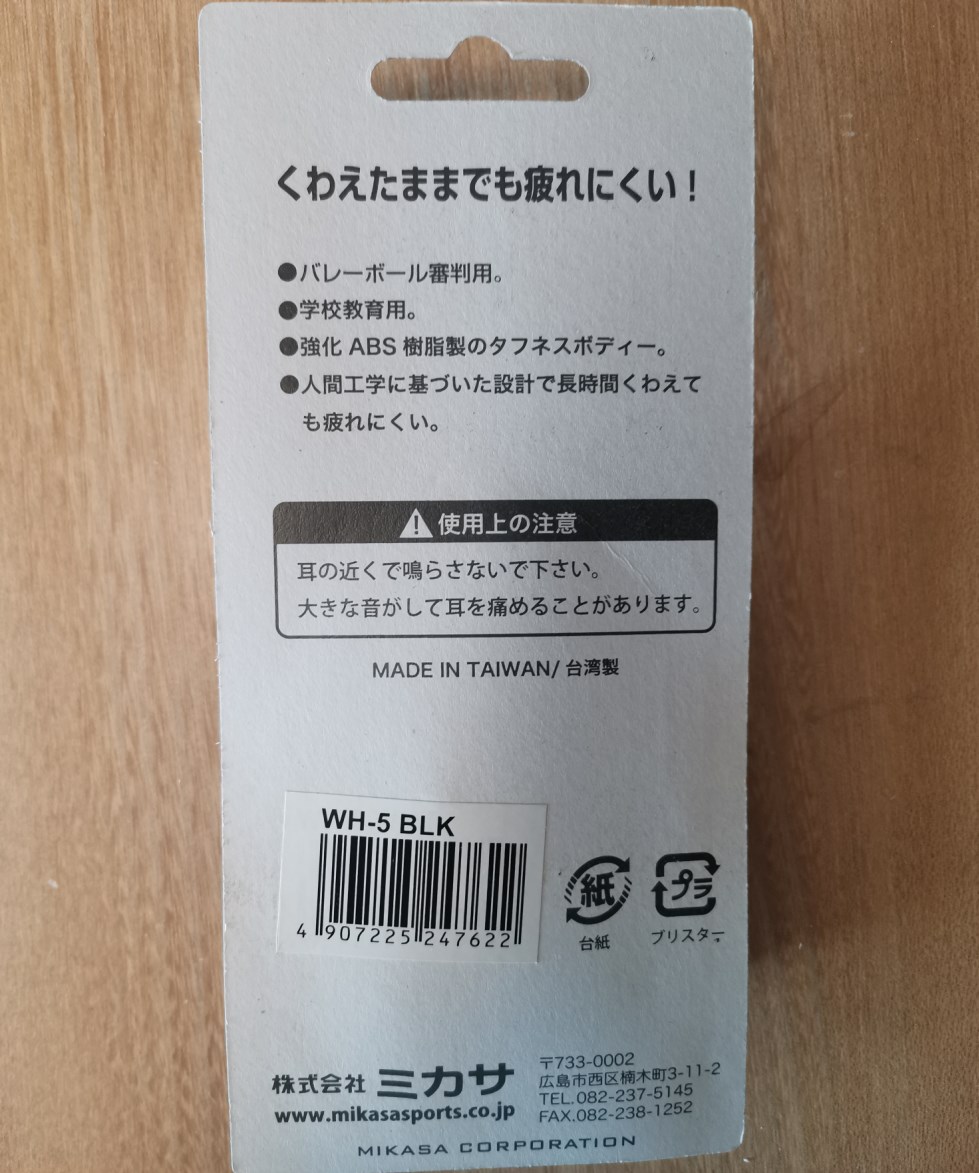 くわえたままでも疲れにくい！
●バレーボール審判用。
●学校教育用。
●強化 ABS 樹脂製のタフネスボディー。
●人間工学に基づいた設計で長時間くわえて
も疲れにくい。
使用上の注意
耳の近くで鳴らさないで下さい。
大きな音がして耳を痛めることがあります。
MADE IN TAIWAN/ 台湾製
WH-5 BLK
4 907225 247622
紙
台紙
プラ
ブリスター
株式会社 ミカサ
www.mikasasports.co.jp
〒733-0002
広島市西区楠木町3-11-2
TEL.082-237-5145
FAX.082-238-1252
MIKASA CORPORATION